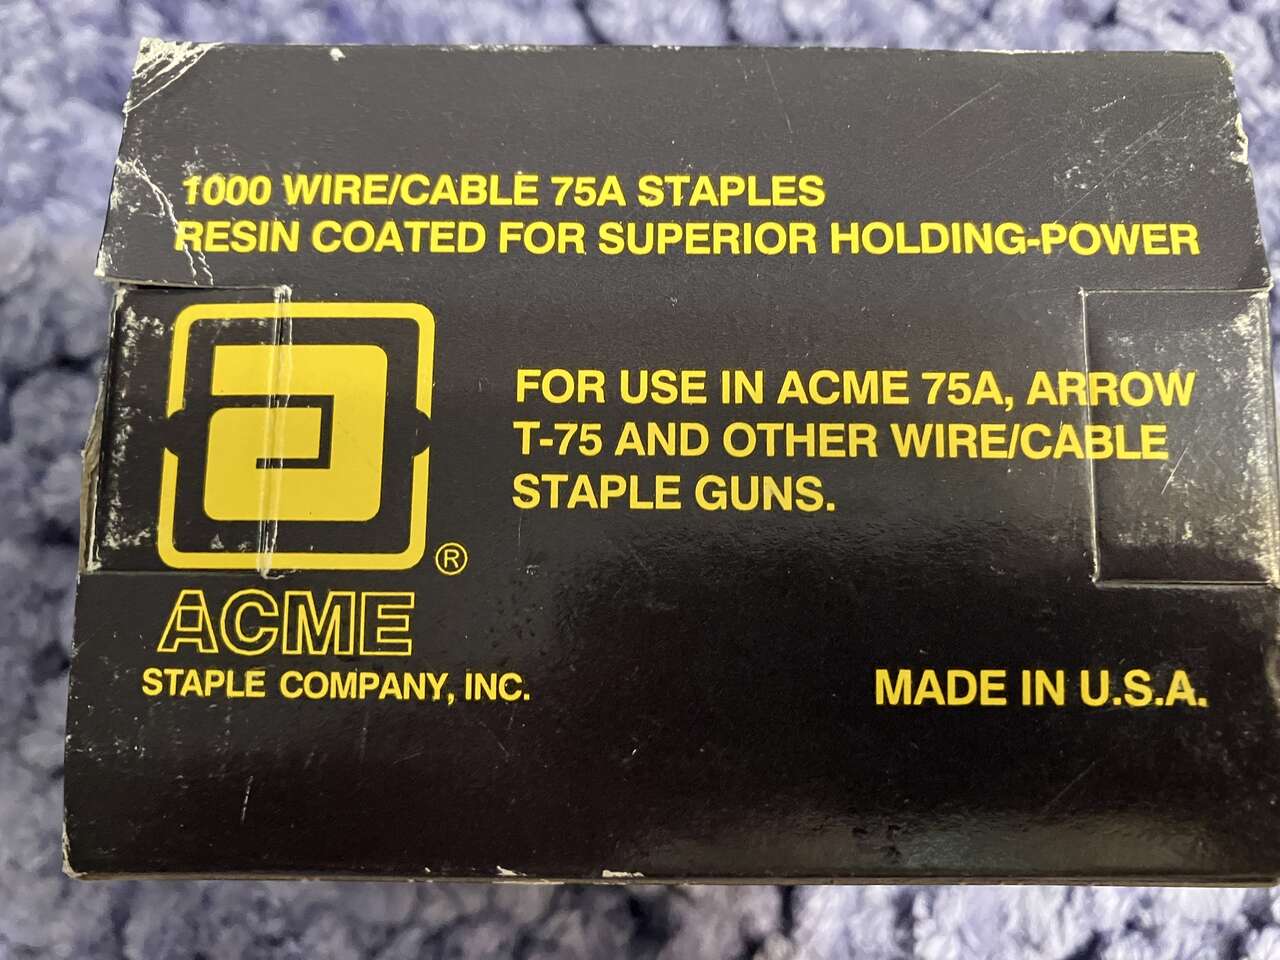 1000 WIRE/CABLE 75A STAPLES
RESIN COATED FOR SUPERIOR HOLDING-POWER
FOR USE IN ACME 75A, ARROW
T-75 AND OTHER WIRE/CABLE
STAPLE GUNS.
®
ACME
STAPLE COMPANY, INC.
MADE IN U.S.A.